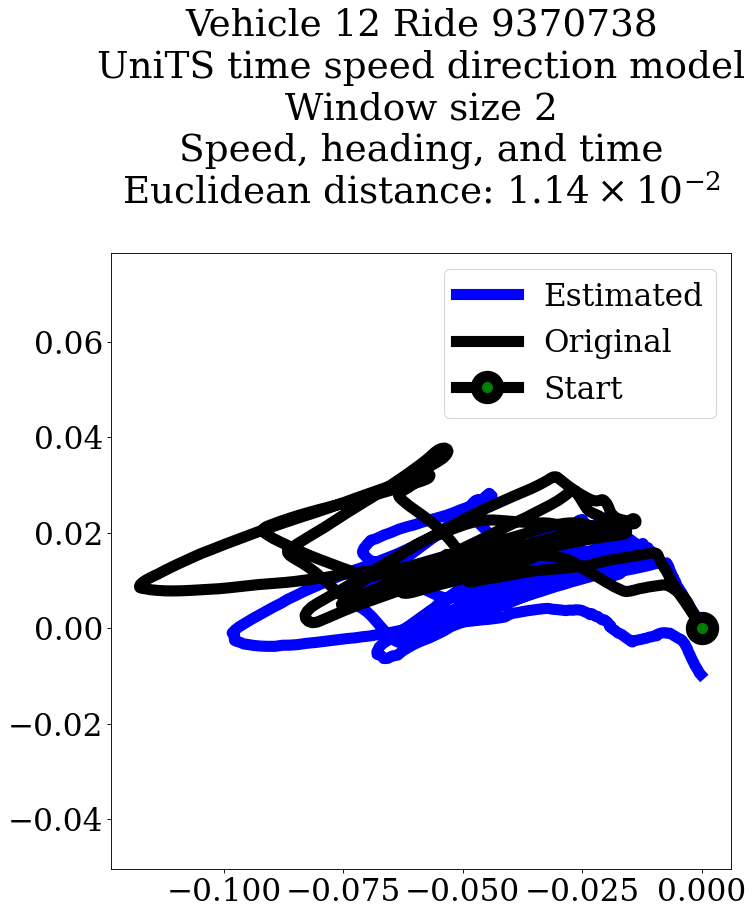 Vehicle 12 Ride 9370738
UniTS time speed direction model
Window size 2
Speed, heading, and time
Euclidean distance: 1.14 × 10⁻²
Estimated
Original
Start
0.06
0.04
0.02
0.00
−0.02
−0.04
−0.100 −0.075 −0.050 −0.025 0.000